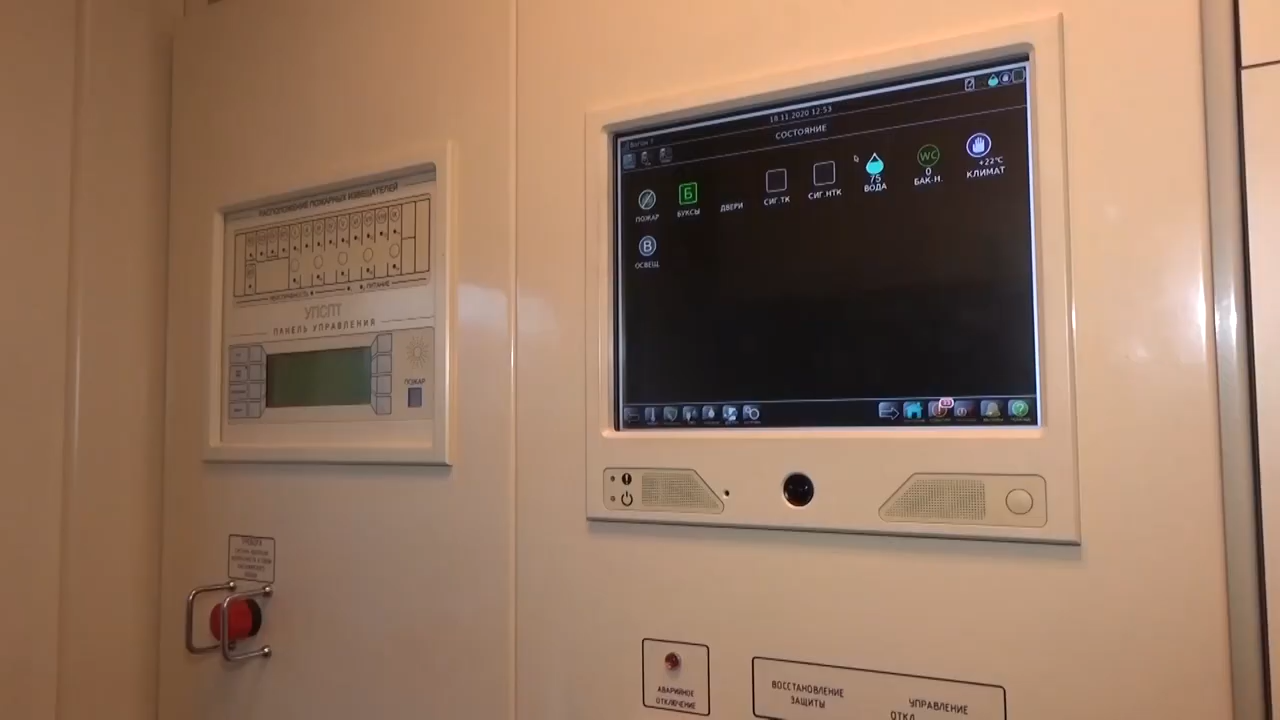 18.11.2020 12:53
СОСТОЯНИЕ
ПОЖАР
Б
БУКСЫ
ДВЕРИ
СИГ.ТК
СИГ.НТК
75
ВОДА
WC
0
БАК-Н.
+22°C
КЛИМАТ
В
ОСВЕЩ
РАСПОЛОЖЕНИЕ ПОЖАРНЫХ ИЗВЕЩАТЕЛЕЙ
НЕИСПРАВНОСТЬ
ПИТАНИЕ
УПСПТ
ПАНЕЛЬ УПРАВЛЕНИЯ
ПОЖАР
АВАРИЙНОЕ
ОТКЛЮЧЕНИЕ
ВОССТАНОВЛЕНИЕ
ЗАЩИТЫ
УПРАВЛЕНИЕ
ОТКЛ